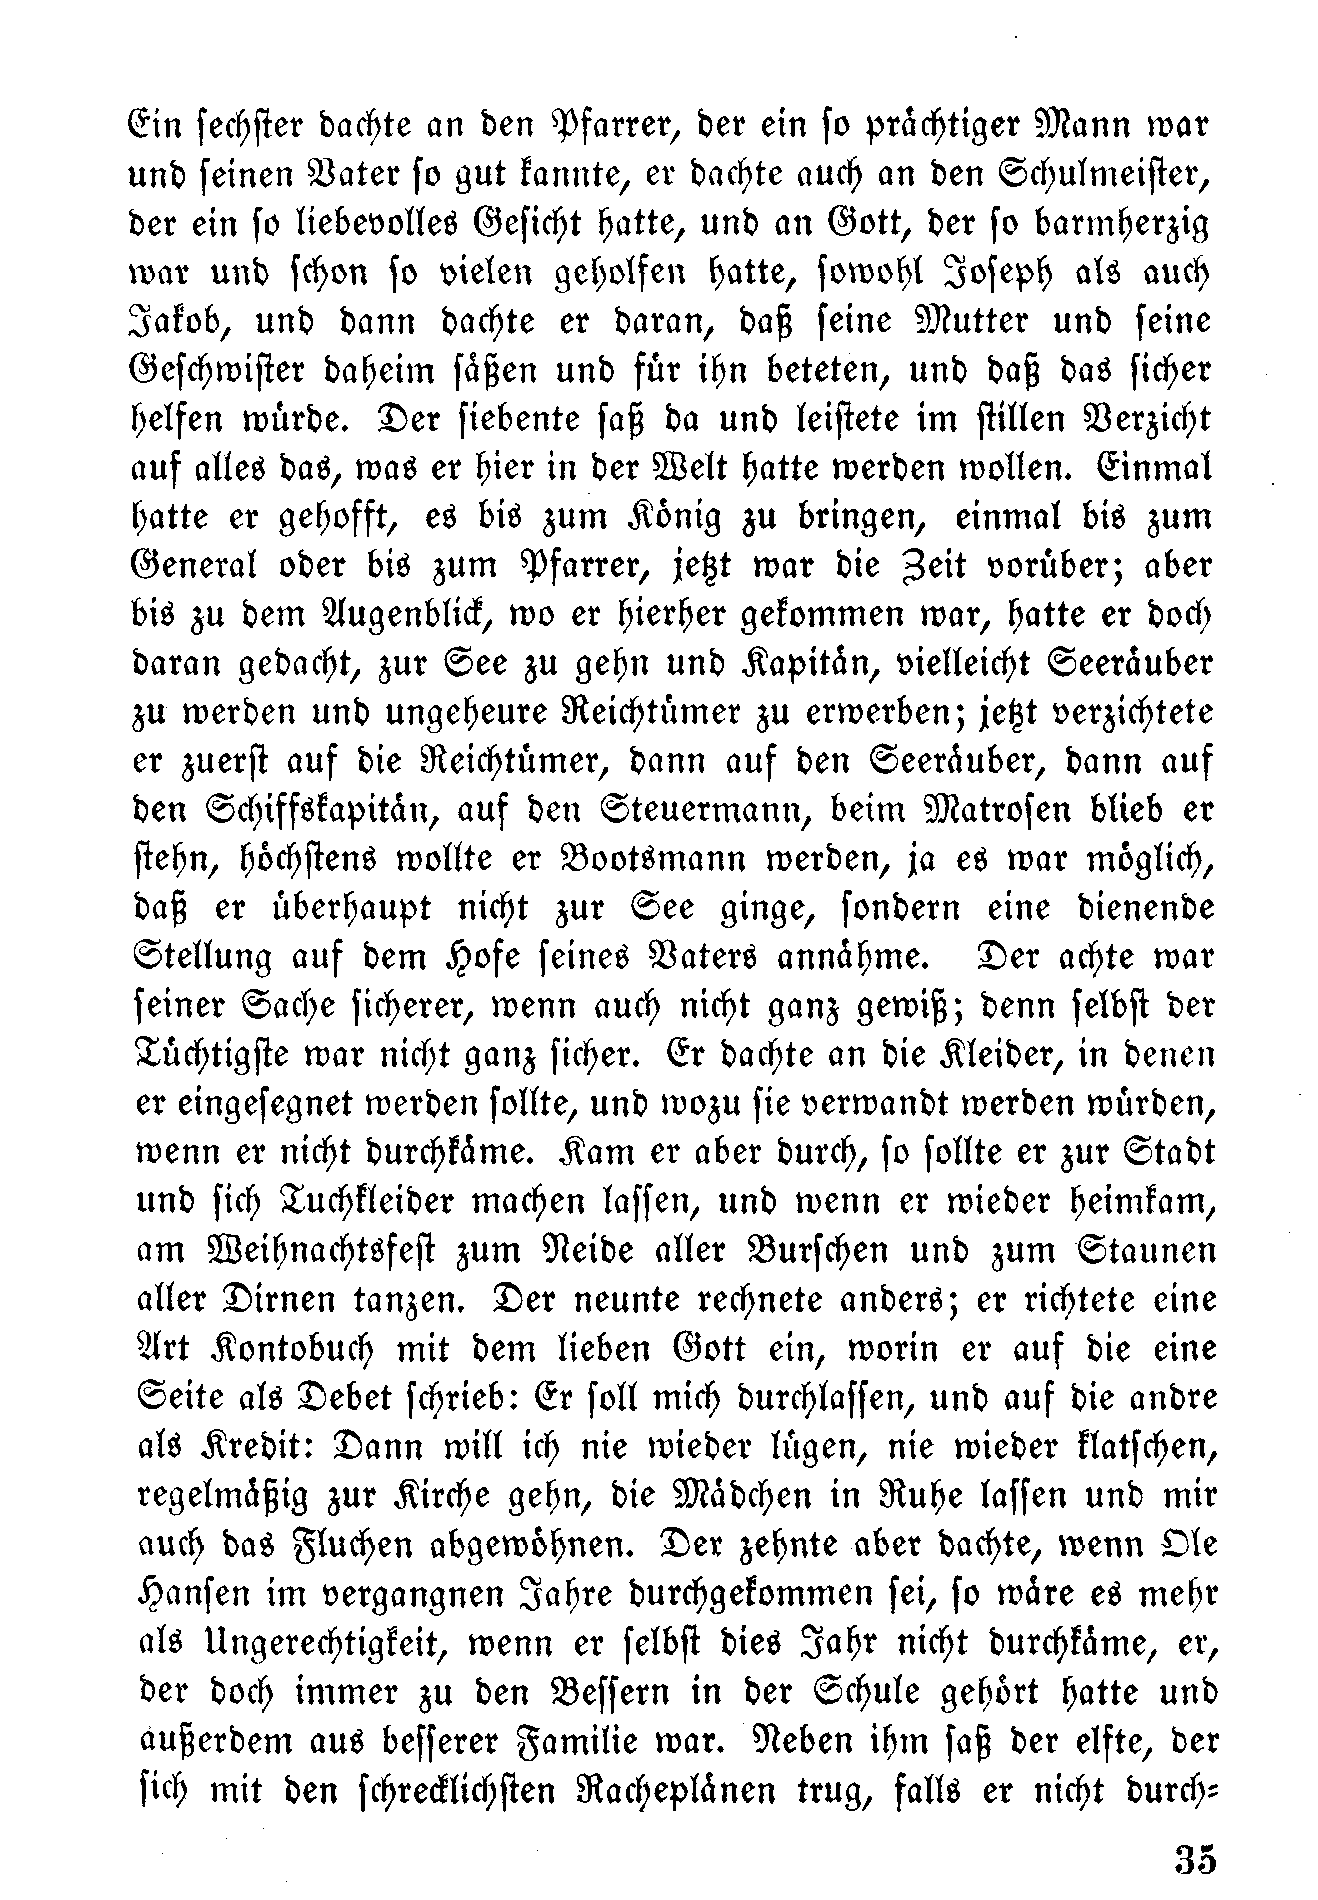 Ein sechster dachte an den Pfarrer, der ein so prächtiger Mann war
und seinen Vater so gut kannte, er dachte auch an den Schulmeister,
der ein so liebevolles Gesicht hatte, und an Gott, der so barmherzig
war und schon so vielen geholfen hatte, sowohl Joseph als auch
Jakob, und dann dachte er daran, daß seine Mutter und seine
Geschwister daheim säßen und für ihn beteten, und daß das sicher
helfen würde. Der siebente saß da und leistete im stillen Verzicht
auf alles das, was er hier in der Welt hatte werden wollen. Einmal
hatte er gehofft, es bis zum König zu bringen, einmal bis zum
General oder bis zum Pfarrer, jetzt war die Zeit vorüber; aber
bis zu dem Augenblick, wo er hierher gekommen war, hatte er doch
daran gedacht, zur See zu gehn und Kapitän, vielleicht Seeräuber
zu werden und ungeheure Reichtümer zu erwerben; jetzt verzichtete
er zuerst auf die Reichtümer, dann auf den Seeräuber, dann auf
den Schiffskapitän, auf den Steuermann, beim Matrosen blieb er
stehn, höchstens wollte er Bootsmann werden, ja es war möglich,
daß er überhaupt nicht zur See ginge, sondern eine dienende
Stellung auf dem Hofe seines Vaters annähme. Der achte war
seiner Sache sicherer, wenn auch nicht ganz gewiß; denn selbst der
Tüchtigste war nicht ganz sicher. Er dachte an die Kleider, in denen
er eingesegnet werden sollte, und wozu sie verwandt werden würden,
wenn er nicht durchkäme. Kam er aber durch, so sollte er zur Stadt
und sich Tuchkleider machen lassen, und wenn er wieder heimkam,
am Weihnachtsfest zum Neide aller Burschen und zum Staunen
aller Dirnen tanzen. Der neunte rechnete anders; er richtete eine
Art Kontobuch mit dem lieben Gott ein, worin er auf die eine
Seite als Debet schrieb: Er soll mich durchlassen, und auf die andre
als Kredit: Dann will ich nie wieder lügen, nie wieder klatschen,
regelmäßig zur Kirche gehn, die Mädchen in Ruhe lassen und mir
auch das Fluchen abgewöhnen. Der zehnte aber dachte, wenn Ole
Hansen im vergangnen Jahre durchgekommen sei, so wäre es mehr
als Ungerechtigkeit, wenn er selbst dies Jahr nicht durchkäme, er,
der doch immer zu den Bessern in der Schule gehört hatte und
außerdem aus besserer Familie war. Neben ihm saß der elfte, der
sich mit den schrecklichsten Racheplänen trug, falls er nicht durch-
35